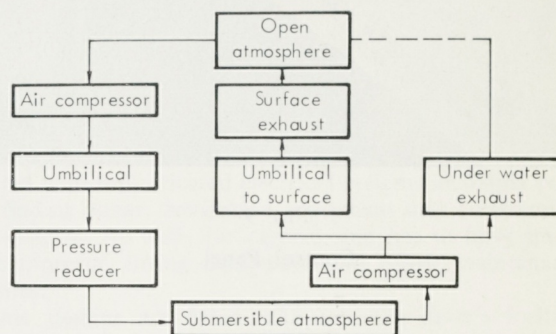 Open
atmosphere
Air compressor
Surface
exhaust
Umbilical
Umbilical
to surface
Under water
exhaust
Pressure
reducer
Air compressor
Submersible atmosphere